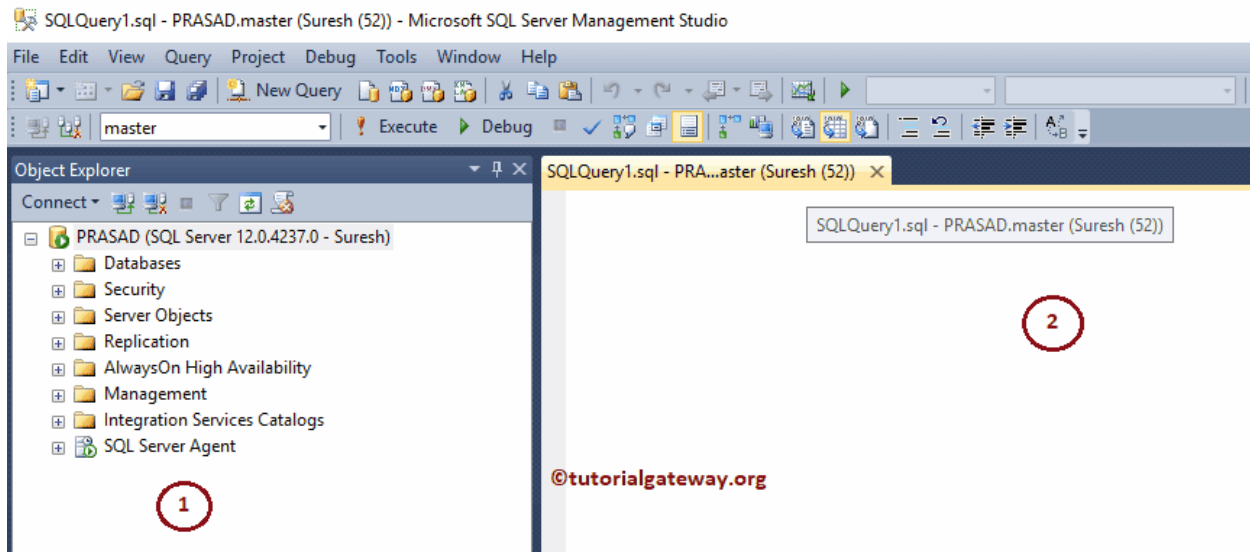 SQLQuery1.sql - PRASAD.master (Suresh (52)) - Microsoft SQL Server Management Studio
File Edit View Query Project Debug Tools Window Help
New Query
master Execute Debug
Object Explorer
SQLQuery1.sql - PRA...aster (Suresh (52))
Connect
SQLQuery1.sql - PRASAD.master (Suresh (52))
PRASAD (SQL Server 12.0.4237.0 - Suresh)
Databases
Security
Server Objects
Replication
AlwaysOn High Availability
Management
Integration Services Catalogs
SQL Server Agent
2
©tutorialgateway.org
1